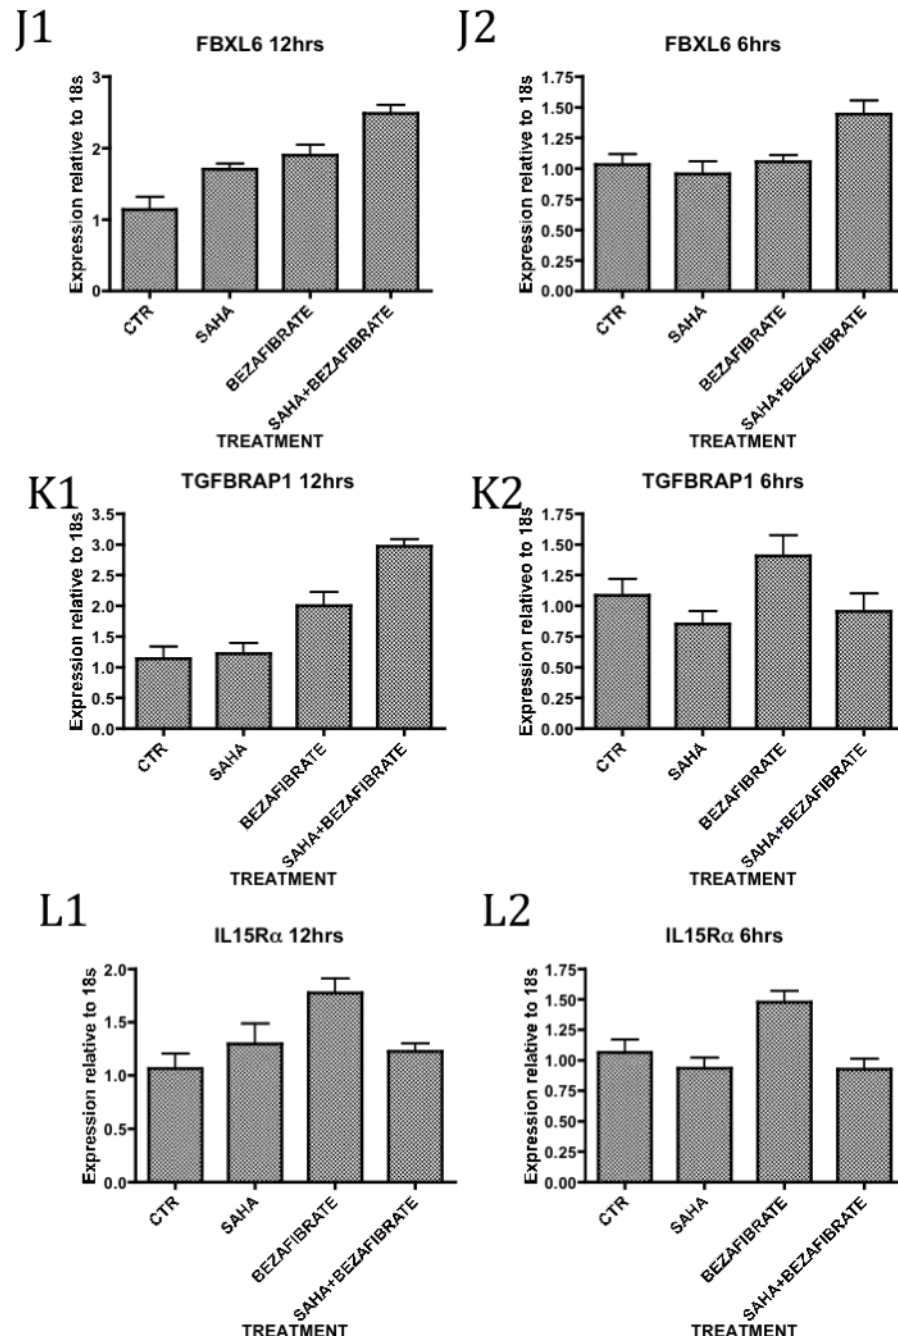 J1
FBXL6 12hrs
Expression relative to 18s
3
2
1
0
CTR
SAHA
BEZAFIBRATE
SAHA+BEZAFIBRATE
TREATMENT
J2
FBXL6 6hrs
Expression relative to 18s
1.75
1.50
1.25
1.00
0.75
0.50
0.25
0.00
CTR
SAHA
BEZAFIBRATE
SAHA+BEZAFIBRATE
TREATMENT
K1
TGFBRAP1 12hrs
Expression relative to 18s
3.5
3.0
2.5
2.0
1.5
1.0
0.5
0.0
CTR
SAHA
BEZAFIBRATE
SAHA+BEZAFIBRATE
TREATMENT
K2
TGFBRAP1 6hrs
Expression relativeo to 18s
1.75
1.50
1.25
1.00
0.75
0.50
0.25
0.00
CTR
SAHA
BEZAFIBRATE
SAHA+BEZAFIBRATE
TREATMENT
L1
IL15Rα 12hrs
Expression relative to 18s
2.0
1.5
1.0
0.5
0.0
CTR
SAHA
BEZAFIBRATE
SAHA+BEZAFIBRATE
TREATMENT
L2
IL15Rα 6hrs
Expression relative to 18s
1.75
1.50
1.25
1.00
0.75
0.50
0.25
0.00
CTR
SAHA
BEZAFIBRATE
SAHA+BEZAFIBRATE
TREATMENT